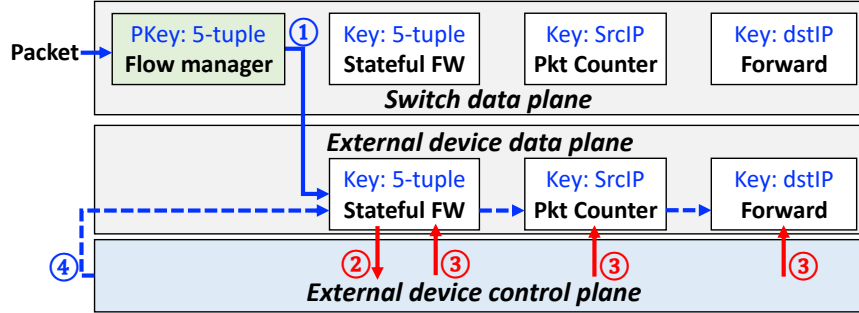 Packet
PKey: 5-tuple
Flow manager
①
Key: 5-tuple
Stateful FW
Key: SrcIP
Pkt Counter
Key: dstIP
Forward
Switch data plane
External device data plane
Key: 5-tuple
Stateful FW
Key: SrcIP
Pkt Counter
Key: dstIP
Forward
④
②
③
③
③
External device control plane